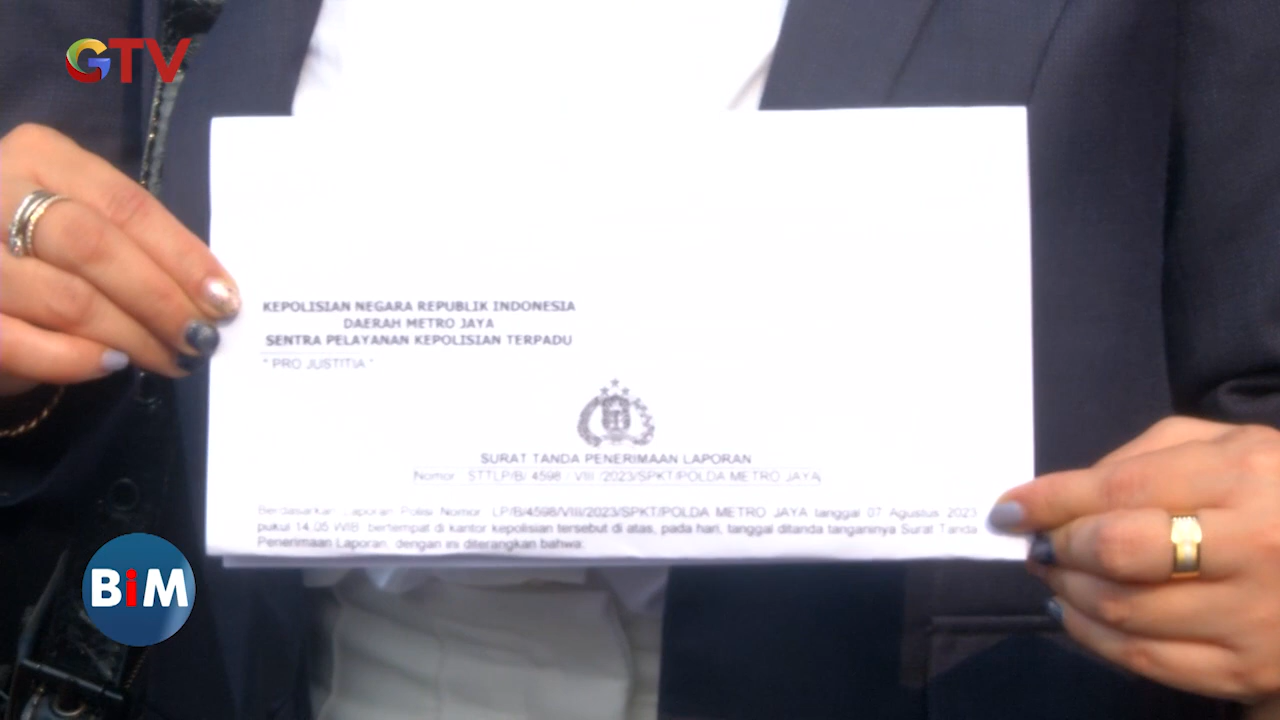 GTV
KEPOLISIAN NEGARA REPUBLIK INDONESIA
DAERAH METRO JAYA
SENTRA PELAYANAN KEPOLISIAN TERPADU
" PRO JUSTITIA "
SURAT TANDA PENERIMAAN LAPORAN
Nomor : STTLP/B/ 4598 / VIII /2023/SPKT/POLDA METRO JAYA
Berdasarkan Laporan Polisi Nomor LP/B/4598/VIII/2023/SPKT/POLDA METRO JAYA tanggal 07 Agustus 2023
pukul 14.05 WIB bertempat di kantor kepolisian tersebut di atas, pada hari, tanggal ditanda tanganinya Surat Tanda
Penerimaan Laporan, dengan ini diterangkan bahwa:
BiM